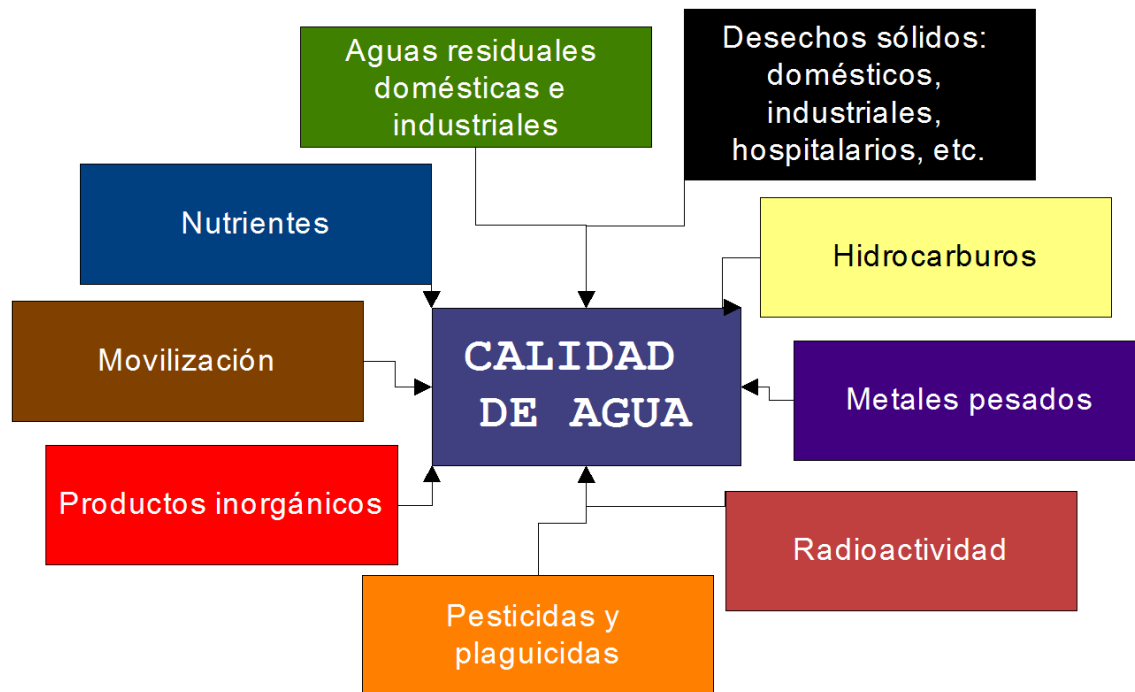 Aguas residuales
domésticas e
industriales
Desechos sólidos:
domésticos,
industriales,
hospitalarios, etc.
Nutrientes
Hidrocarburos
Movilización
CALIDAD
DE AGUA
Metales pesados
Productos inorgánicos
Radioactividad
Pesticidas y
plaguicidas